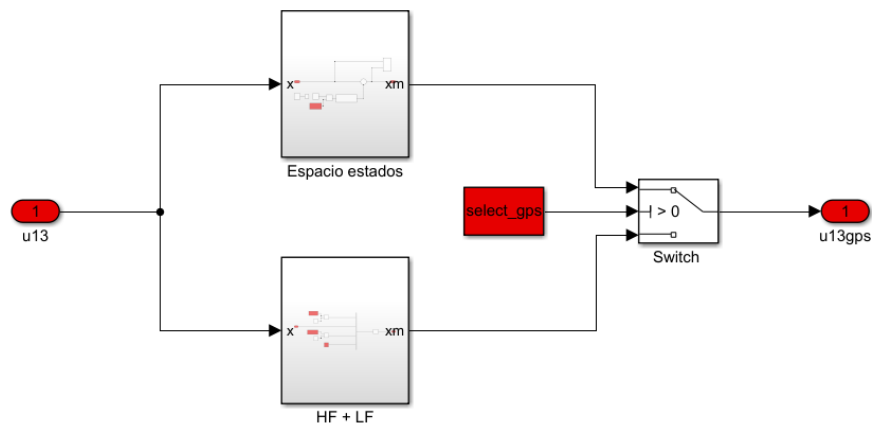 x
xm
Espacio estados
1
u13
select_gps
> 0
Switch
1
u13gps
x
xm
HF + LF